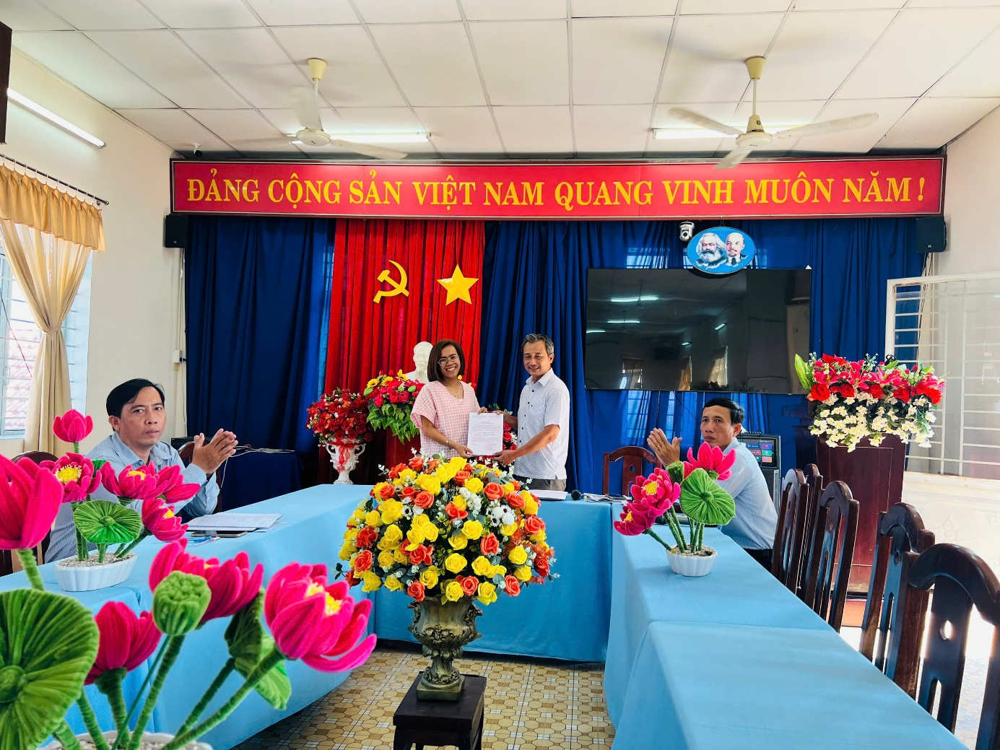 ĐẢNG CỘNG SẢN VIỆT NAM QUANG VINH MUÔN NĂM !